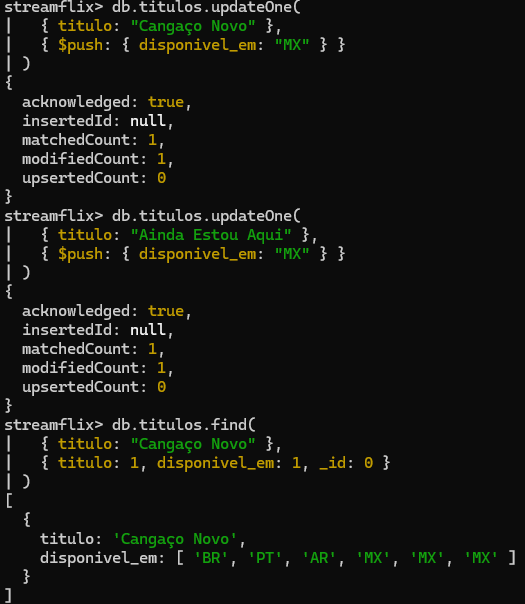 streamflix> db.titulos.updateOne(
|   { titulo: "Cangaço Novo" },
|   { $push: { disponivel_em: "MX" } }
| )
{
  acknowledged: true,
  insertedId: null,
  matchedCount: 1,
  modifiedCount: 1,
  upsertedCount: 0
}
streamflix> db.titulos.updateOne(
|   { titulo: "Ainda Estou Aqui" },
|   { $push: { disponivel_em: "MX" } }
| )
{
  acknowledged: true,
  insertedId: null,
  matchedCount: 1,
  modifiedCount: 1,
  upsertedCount: 0
}
streamflix> db.titulos.find(
|   { titulo: "Cangaço Novo" },
|   { titulo: 1, disponivel_em: 1, _id: 0 }
| )
[
  {
    titulo: 'Cangaço Novo',
    disponivel_em: [ 'BR', 'PT', 'AR', 'MX', 'MX', 'MX' ]
  }
]